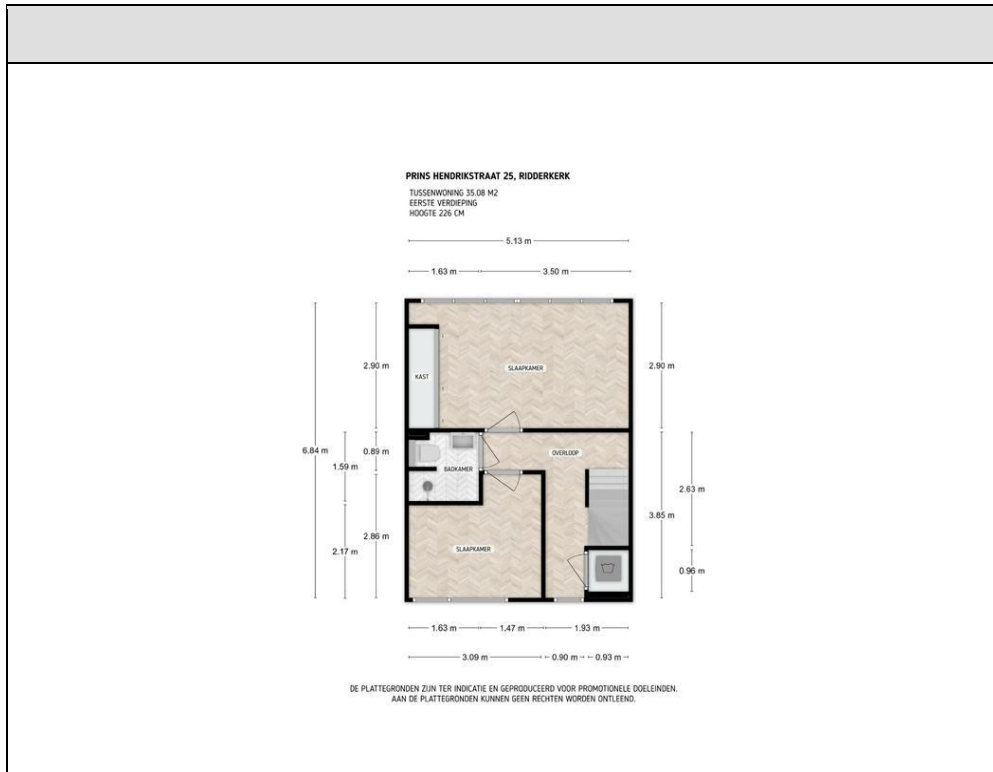 PRINS HENDRIKSTRAAT 25, RIDDERKERK
TUSSENWONING 35.08 M2
EERSTE VERDIEPING
HOOGTE 226 CM
5.13 m
1.63 m
3.50 m
2.90 m
SLAAPKAMER
2.90 m
KAST
6.84 m
0.89 m
OVERLOOP
1.59 m
BADKAMER
2.63 m
3.85 m
2.86 m
2.17 m
SLAAPKAMER
0.96 m
1.63 m
1.47 m
1.93 m
3.09 m
0.90 m
0.93 m
DE PLATTEGRONDEN ZIJN TER INDICATIE EN GEPRODUCEERD VOOR PROMOTIONELE DOELEINDEN.
AAN DE PLATTEGRONDEN KUNNEN GEEN RECHTEN WORDEN ONTLEEND.